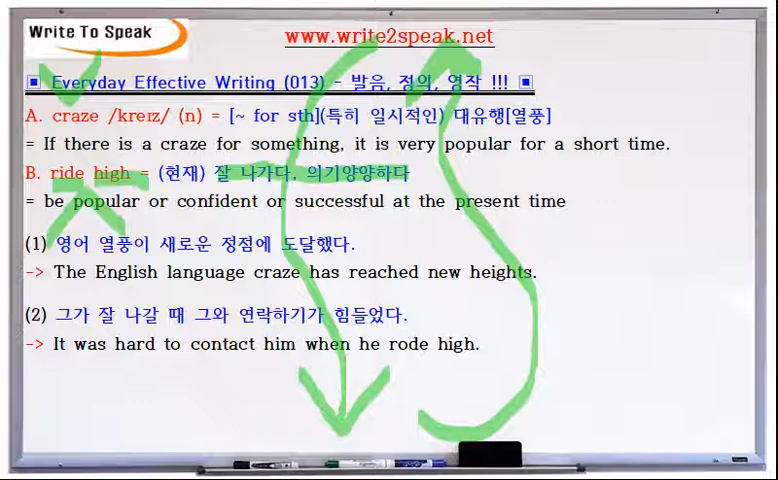 Write To Speak
www.write2speak.net
▣ Everyday Effective Writing (013) - 발음, 정의, 영작 !!! ▣
A. craze /kreɪz/ (n) = [~ for sth](특히 일시적인) 대유행[열풍]
= If there is a craze for something, it is very popular for a short time.
B. ride high = (현재) 잘 나가다, 의기양양하다
= be popular or confident or successful at the present time
(1) 영어 열풍이 새로운 정점에 도달했다.
-> The English language craze has reached new heights.
(2) 그가 잘 나갈 때 그와 연락하기가 힘들었다.
-> It was hard to contact him when he rode high.